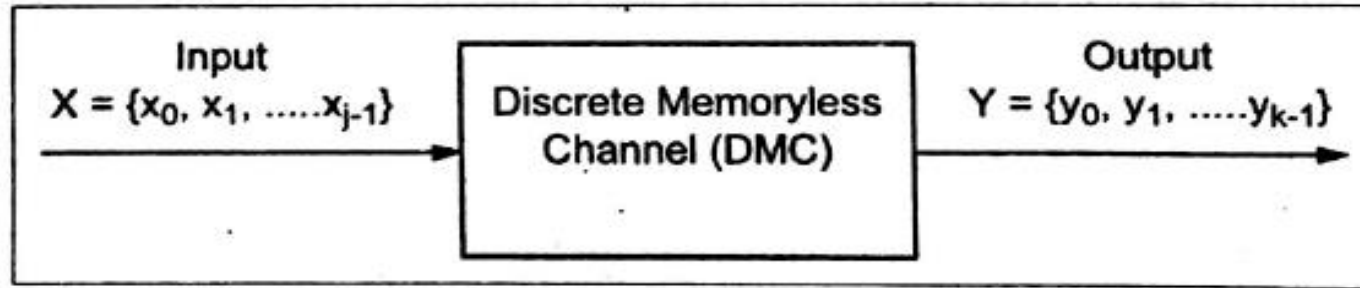 Input
X = {x₀, x₁, .....xⱼ₋₁}
Discrete Memoryless
Channel (DMC)
Output
Y = {y₀, y₁, .....yₖ₋₁}